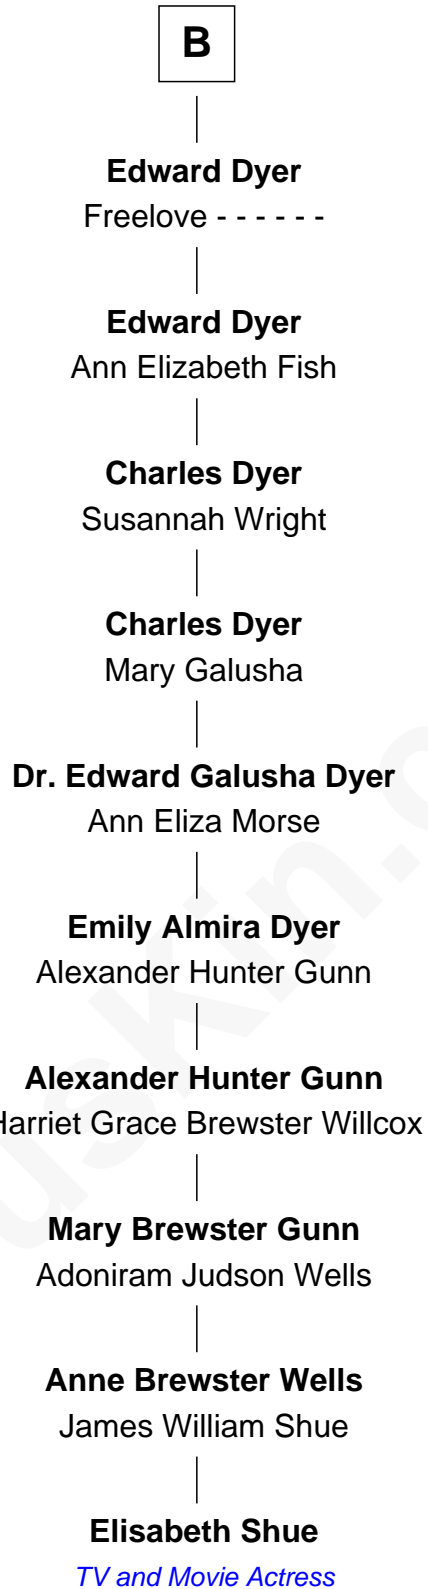 B
Edward Dyer
Freelove - - - - - -
Edward Dyer
Ann Elizabeth Fish
Charles Dyer
Susannah Wright
Charles Dyer
Mary Galusha
Dr. Edward Galusha Dyer
Ann Eliza Morse
Emily Almira Dyer
Alexander Hunter Gunn
Alexander Hunter Gunn
Harriet Grace Brewster Willcox
Mary Brewster Gunn
Adoniram Judson Wells
Anne Brewster Wells
James William Shue
Elisabeth Shue
TV and Movie Actress